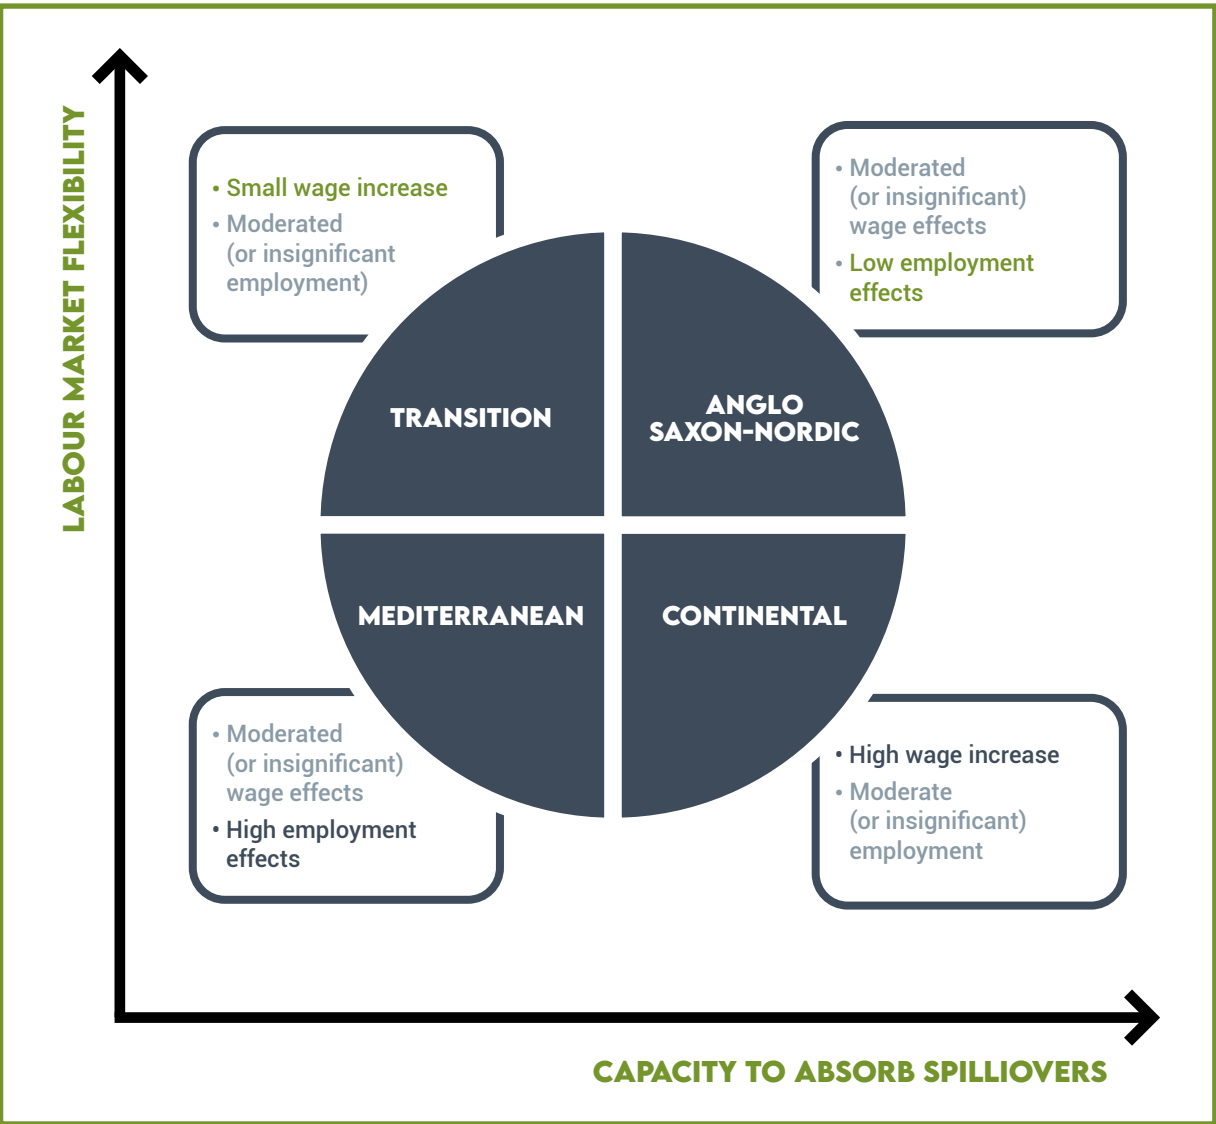 LABOUR MARKET FLEXIBILITY
• Small wage increase
• Moderated
(or insignificant
employment)
• Moderated
(or insignificant)
wage effects
• Low employment
effects
TRANSITION
ANGLO
SAXON-NORDIC
MEDITERRANEAN
CONTINENTAL
• Moderated
(or insignificant)
wage effects
• High employment
effects
• High wage increase
• Moderate
(or insignificant)
employment
CAPACITY TO ABSORB SPILLIOVERS